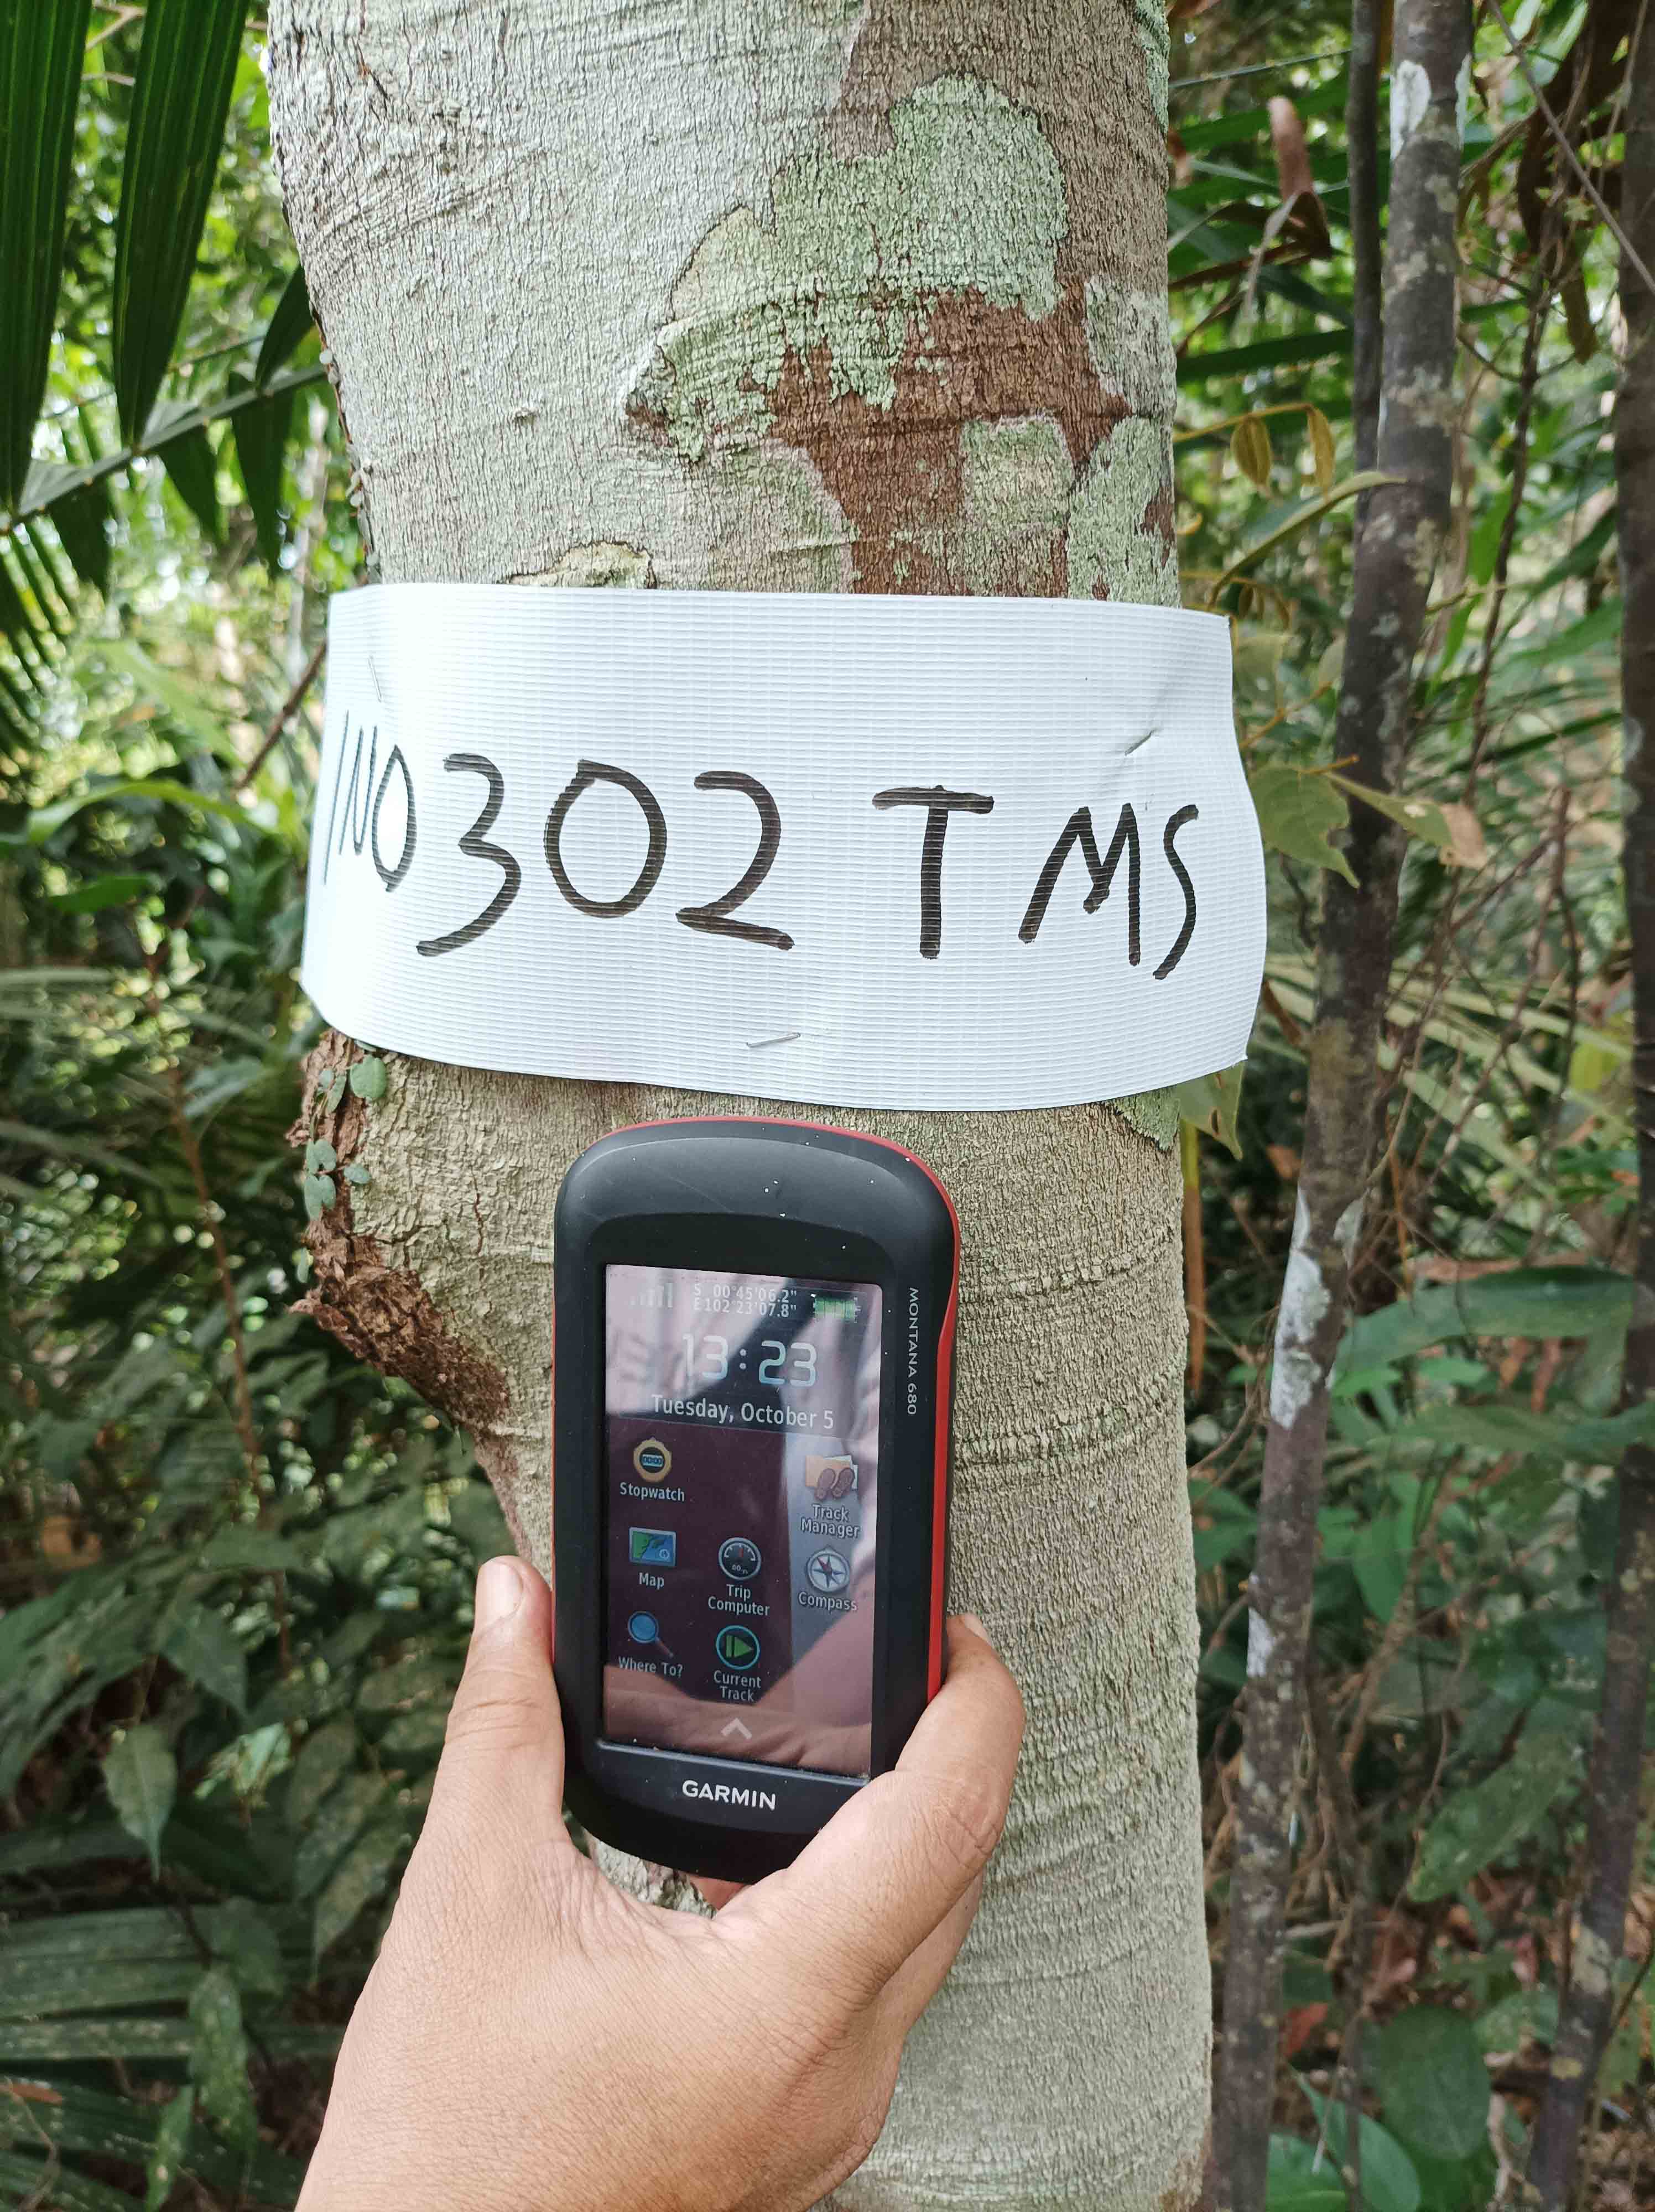 INO302 TMS
S 00°45'06.2"
E102°23'07.8"
13:23
Tuesday, October 5
Stopwatch
Track
Manager
Map
Trip
Computer
Compass
Where To?
Current
Track
GARMIN
MONTANA 680